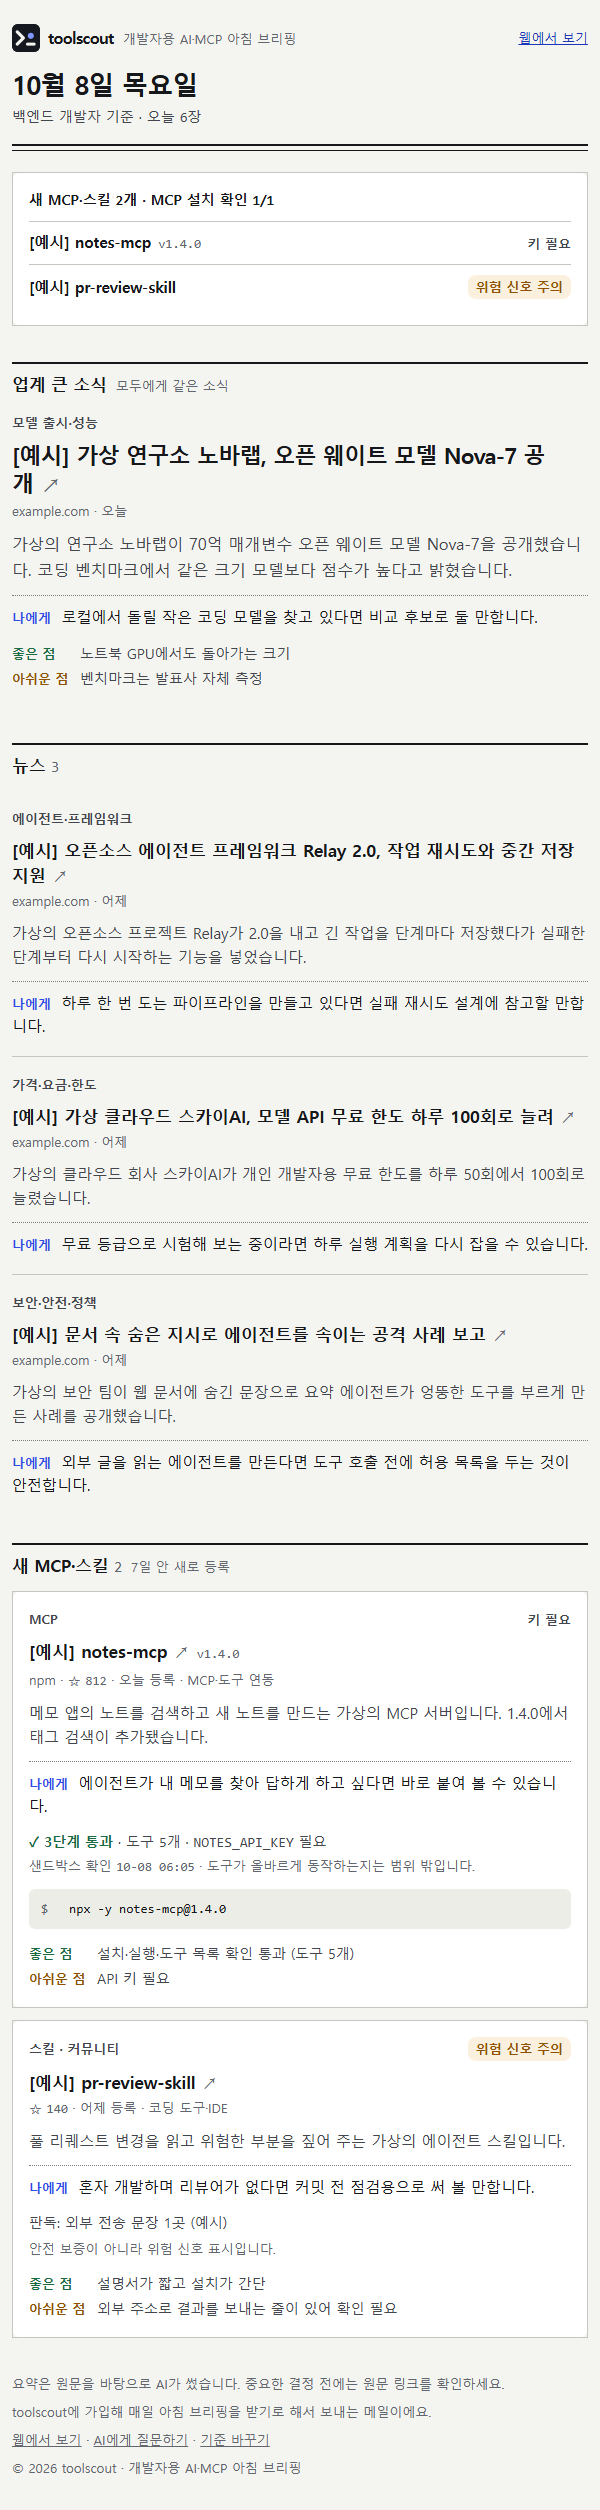 toolscout 개발자용 AI·MCP 아침 브리핑 웹에서 보기
10월 8일 목요일
백엔드 개발자 기준 · 오늘 6장
새 MCP·스킬 2개 · MCP 설치 확인 1/1
[예시] notes-mcp v1.4.0 키 필요
[예시] pr-review-skill 위험 신호 주의
업계 큰 소식 모두에게 같은 소식
모델 출시·성능
[예시] 가상 연구소 노바랩, 오픈 웨이트 모델 Nova-7 공
개 ↗
example.com · 오늘
가상의 연구소 노바랩이 70억 매개변수 오픈 웨이트 모델 Nova-7을 공개했습니
다. 코딩 벤치마크에서 같은 크기 모델보다 점수가 높다고 밝혔습니다.
나에게 로컬에서 돌릴 작은 코딩 모델을 찾고 있다면 비교 후보로 둘 만합니다.
좋은 점 노트북 GPU에서도 돌아가는 크기
아쉬운 점 벤치마크는 발표사 자체 측정
뉴스 3
에이전트·프레임워크
[예시] 오픈소스 에이전트 프레임워크 Relay 2.0, 작업 재시도와 중간 저장
지원 ↗
example.com · 어제
가상의 오픈소스 프로젝트 Relay가 2.0을 내고 긴 작업을 단계마다 저장했다가 실패한
단계부터 다시 시작하는 기능을 넣었습니다.
나에게 하루 한 번 도는 파이프라인을 만들고 있다면 실패 재시도 설계에 참고할 만합
니다.
가격·요금·한도
[예시] 가상 클라우드 스카이AI, 모델 API 무료 한도 하루 100회로 늘려 ↗
example.com · 어제
가상의 클라우드 회사 스카이AI가 개인 개발자용 무료 한도를 하루 50회에서 100회로
늘렸습니다.
나에게 무료 등급으로 시험해 보는 중이라면 하루 실행 계획을 다시 잡을 수 있습니다.
보안·안전·정책
[예시] 문서 속 숨은 지시로 에이전트를 속이는 공격 사례 보고 ↗
example.com · 어제
가상의 보안 팀이 웹 문서에 숨긴 문장으로 요약 에이전트가 엉뚱한 도구를 부르게 만
든 사례를 공개했습니다.
나에게 외부 글을 읽는 에이전트를 만든다면 도구 호출 전에 허용 목록을 두는 것이
안전합니다.
새 MCP·스킬 2 7일 안 새로 등록
MCP 키 필요
[예시] notes-mcp ↗ v1.4.0
npm · ☆ 812 · 오늘 등록 · MCP·도구 연동
메모 앱의 노트를 검색하고 새 노트를 만드는 가상의 MCP 서버입니다. 1.4.0에서
태그 검색이 추가됐습니다.
나에게 에이전트가 내 메모를 찾아 답하게 하고 싶다면 바로 붙여 볼 수 있습니
다.
✓ 3단계 통과 · 도구 5개 · NOTES_API_KEY 필요
샌드박스 확인 10-08 06:05 · 도구가 올바르게 동작하는지는 범위 밖입니다.
$ npx -y notes-mcp@1.4.0
좋은 점 설치·실행·도구 목록 확인 통과 (도구 5개)
아쉬운 점 API 키 필요
스킬 · 커뮤니티 위험 신호 주의
[예시] pr-review-skill ↗
☆ 140 · 어제 등록 · 코딩 도구·IDE
풀 리퀘스트 변경을 읽고 위험한 부분을 짚어 주는 가상의 에이전트 스킬입니다.
나에게 혼자 개발하며 리뷰어가 없다면 커밋 전 점검용으로 써 볼 만합니다.
판독: 외부 전송 문장 1곳 (예시)
안전 보증이 아니라 위험 신호 표시입니다.
좋은 점 설명서가 짧고 설치가 간단
아쉬운 점 외부 주소로 결과를 보내는 줄이 있어 확인 필요
요약은 원문을 바탕으로 AI가 썼습니다. 중요한 결정 전에는 원문 링크를 확인하세요.
toolscout에 가입해 매일 아침 브리핑을 받기로 해서 보내는 메일이에요.
웹에서 보기 · AI에게 질문하기 · 기준 바꾸기
© 2026 toolscout · 개발자용 AI·MCP 아침 브리핑